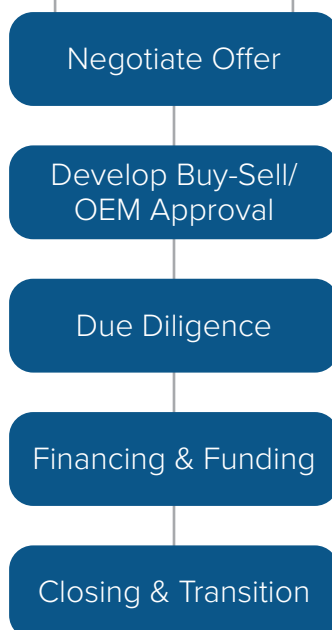 Negotiate Offer
Develop Buy-Sell/
OEM Approval
Due Diligence
Financing & Funding
Closing & Transition